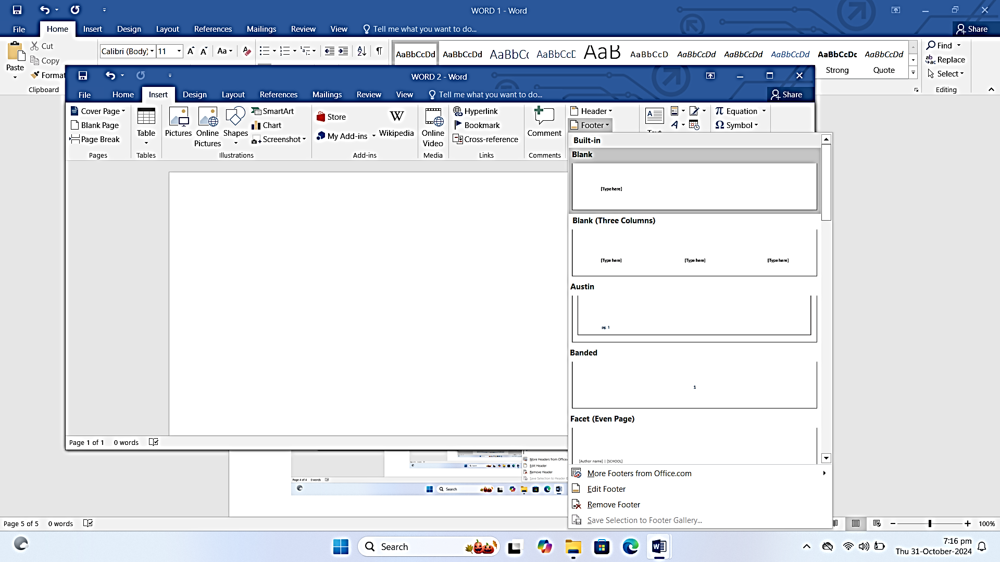 WORD 1 - Word
File Home Insert Design Layout References Mailings Review View Tell me what you want to do... Share
Cut
Copy
Format
Paste
Clipboard
Calibri (Body) 11 Aa
AaBbCcDd AaBbCcDd AaBbCc AaBbCcD AaB AaBbCcD AaBbCcDd AaBbCcDd AaBbCcDd AaBbCcDc AaBbCcDd
Strong Quote
Find
Replace
Select
Editing
WORD 2 - Word
File Home Insert Design Layout References Mailings Review View Tell me what you want to do... Share
Cover Page
Blank Page
Page Break
Pages
Table
Tables
Pictures
Online Pictures
Shapes
SmartArt
Chart
Screenshot
Illustrations
Store
My Add-ins
Wikipedia
Add-ins
Online Video
Media
Hyperlink
Bookmark
Cross-reference
Links
Comment
Comments
Header
Footer
Equation
Symbol
Built-in
Blank
[Type here]
Blank (Three Columns)
[Type here] [Type here] [Type here]
Austin
pg. 1
Banded
1
Facet (Even Page)
[Author name] | [SCHOOL]
More Footers from Office.com
Edit Footer
Remove Footer
Save Selection to Footer Gallery...
Page 1 of 1 0 words
More Headers from Office.
Edit Header
Remove Header
Save Selection to Header G
Page 4 of 4 0 words
Search
Page 5 of 5 0 words
100%
Search
7:16 pm
Thu 31-October-2024